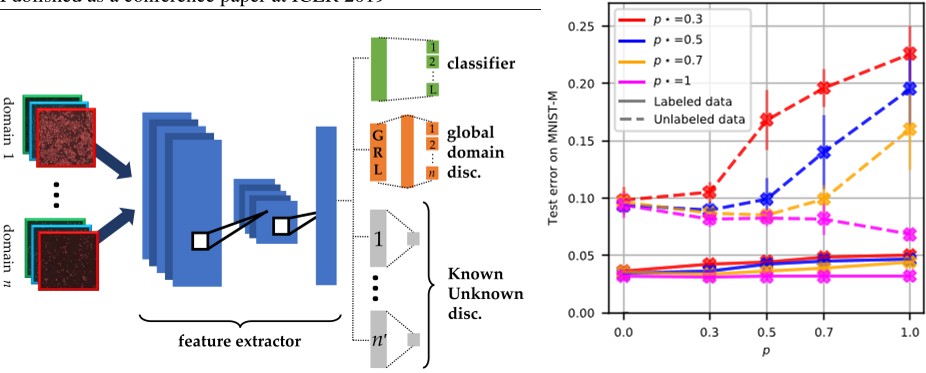 Published as a conference paper at ICLR 2019
domain 1
domain n
feature extractor
G
R
L
1
2
L
classifier
1
2
n
global
domain
disc.
1
n'
Known
Unknown
disc.
Test error on MNIST-M
0.25
0.20
0.15
0.10
0.05
0.00
p⋆=0.3
p⋆=0.5
p⋆=0.7
p⋆=1
Labeled data
Unlabeled data
0.0 0.3 0.5 0.7 1.0
p